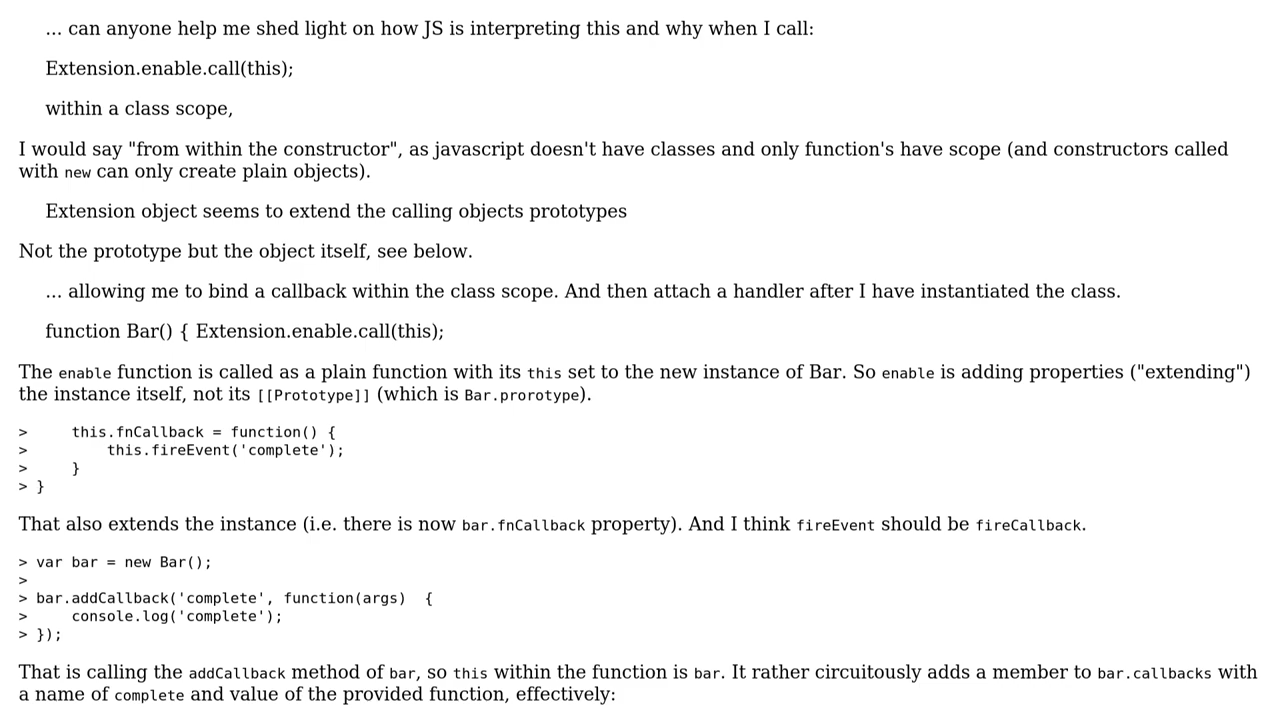 ... can anyone help me shed light on how JS is interpreting this and why when I call:
Extension.enable.call(this);
within a class scope,
I would say "from within the constructor", as javascript doesn't have classes and only function's have scope (and constructors called
with new can only create plain objects).
Extension object seems to extend the calling objects prototypes
Not the prototype but the object itself, see below.
... allowing me to bind a callback within the class scope. And then attach a handler after I have instantiated the class.
function Bar() { Extension.enable.call(this);
The enable function is called as a plain function with its this set to the new instance of Bar. So enable is adding properties ("extending")
the instance itself, not its [[Prototype]] (which is Bar.prorotype).
>     this.fnCallback = function() {
>         this.fireEvent('complete');
>     }
> }
That also extends the instance (i.e. there is now bar.fnCallback property). And I think fireEvent should be fireCallback.
> var bar = new Bar();
>
> bar.addCallback('complete', function(args)  {
>     console.log('complete');
> });
That is calling the addCallback method of bar, so this within the function is bar. It rather circuitously adds a member to bar.callbacks with
a name of complete and value of the provided function, effectively: